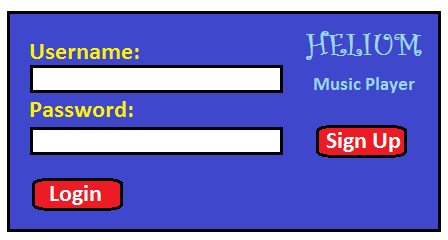 Username:
HELIUM
Music Player
Password:
Sign Up
Login